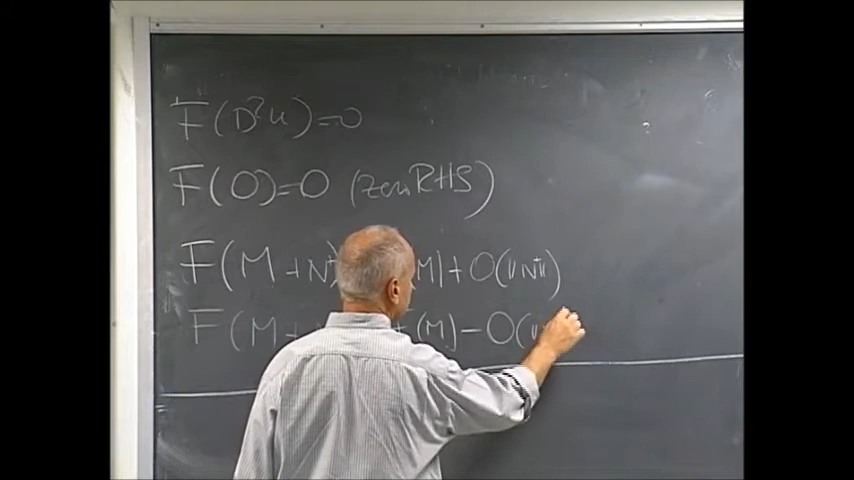 F(D²u)=0
F(0)=0 (zero RHS)
F(M+N⁺ (M)+O(||N⁺||)
F(M+ +(M)-O(||